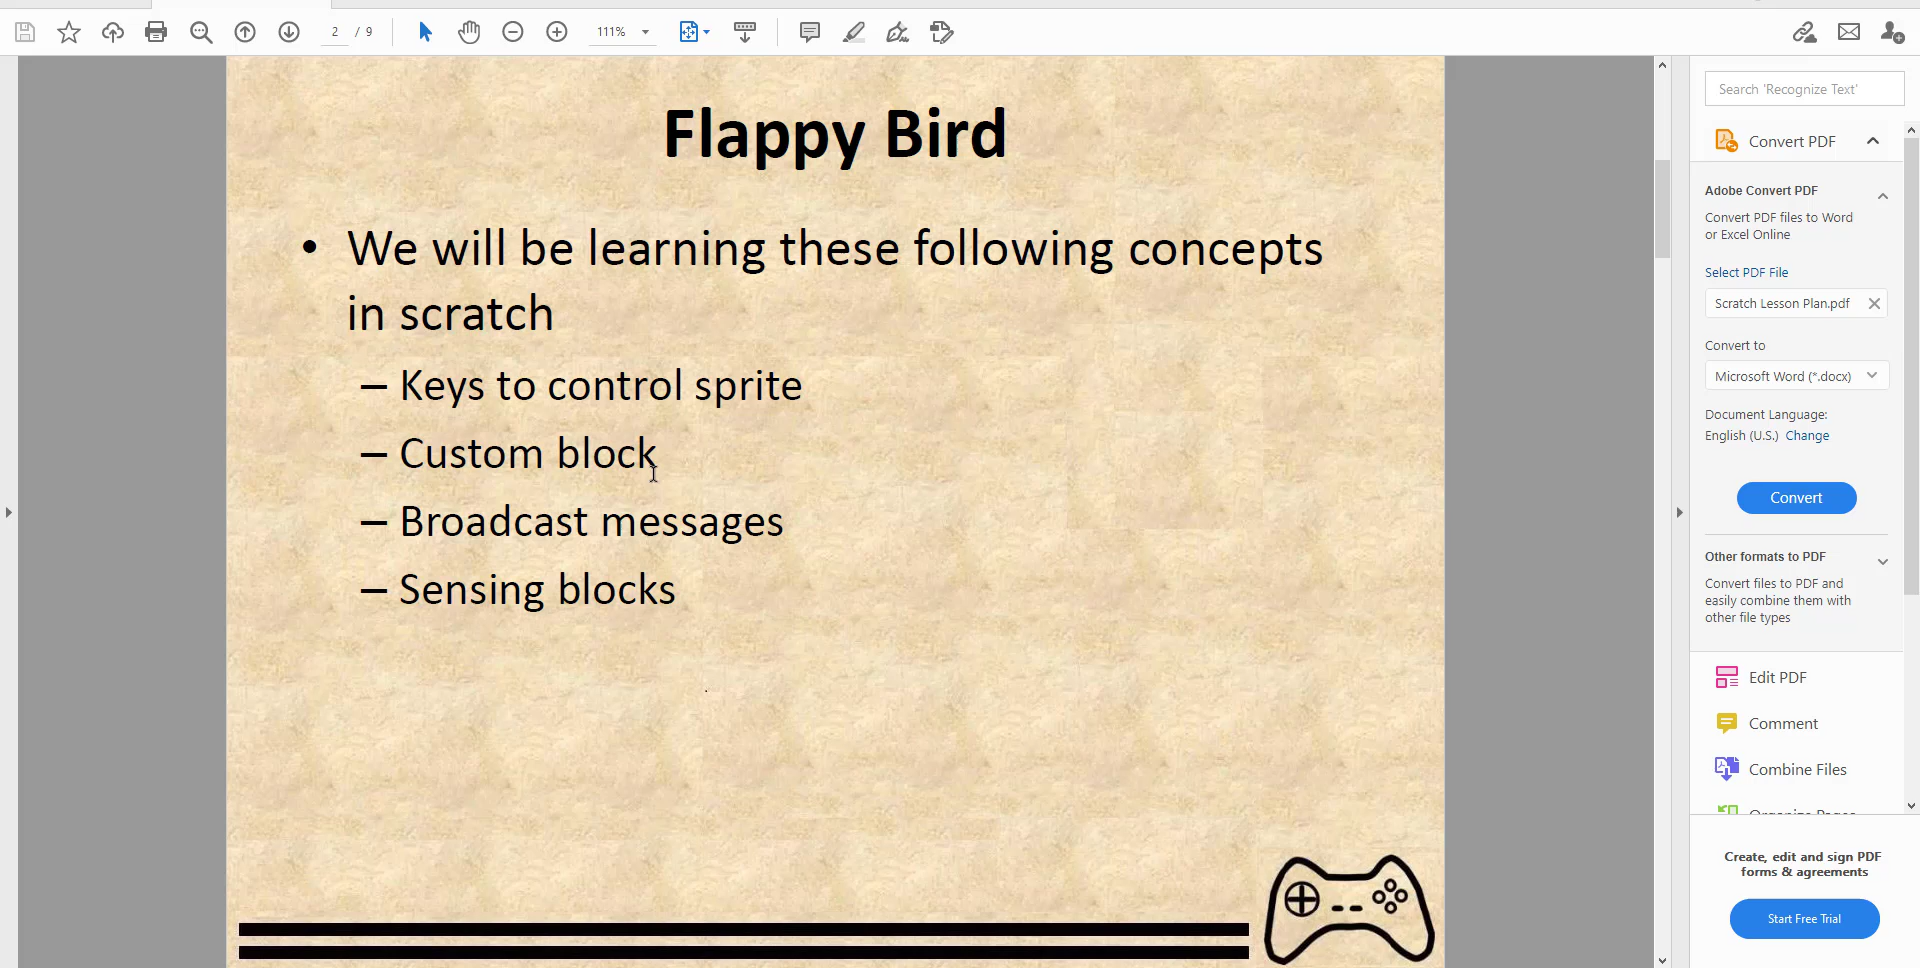 2 / 9
111%
Search 'Recognize Text'
Flappy Bird
• We will be learning these following concepts
in scratch
– Keys to control sprite
– Custom block
– Broadcast messages
– Sensing blocks
Convert PDF
Adobe Convert PDF
Convert PDF files to Word
or Excel Online
Select PDF File
Scratch Lesson Plan.pdf
Convert to
Microsoft Word (*.docx)
Document Language:
English (U.S.) Change
Convert
Other formats to PDF
Convert files to PDF and
easily combine them with
other file types
Edit PDF
Comment
Combine Files
Organize Pages
Create, edit and sign PDF
forms & agreements
Start Free Trial